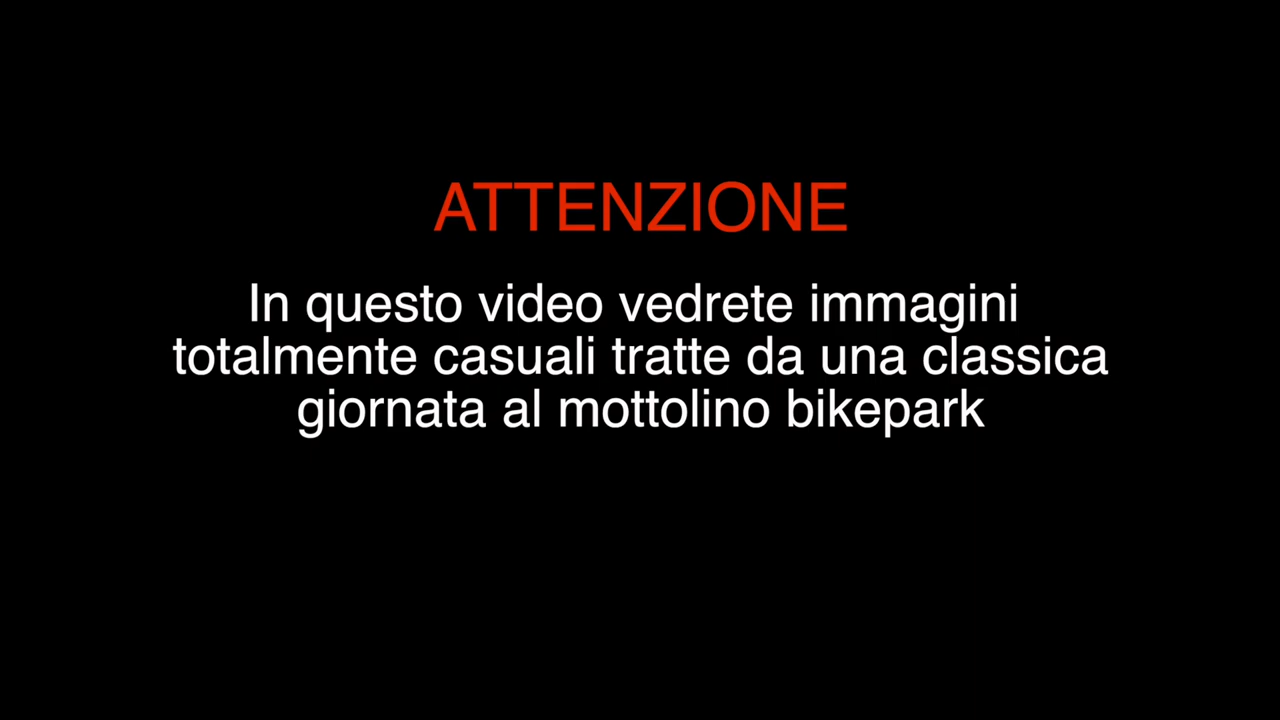 ATTENZIONE
In questo video vedrete immagini
totalmente casuali tratte da una classica
giornata al mottolino bikepark